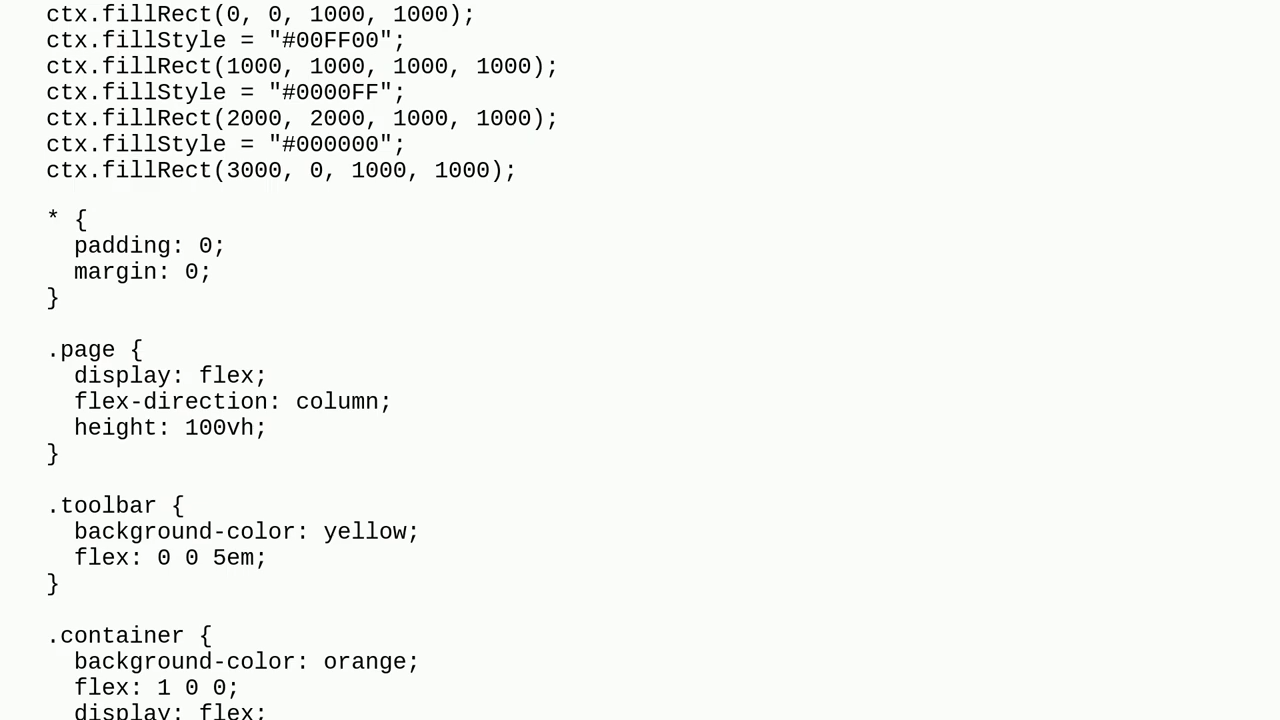 ctx.fillRect(0, 0, 1000, 1000);
ctx.fillStyle = "#00FF00";
ctx.fillRect(1000, 1000, 1000, 1000);
ctx.fillStyle = "#0000FF";
ctx.fillRect(2000, 2000, 1000, 1000);
ctx.fillStyle = "#000000";
ctx.fillRect(3000, 0, 1000, 1000);

* {
  padding: 0;
  margin: 0;
}

.page {
  display: flex;
  flex-direction: column;
  height: 100vh;
}

.toolbar {
  background-color: yellow;
  flex: 0 0 5em;
}

.container {
  background-color: orange;
  flex: 1 0 0;
  display: flex;